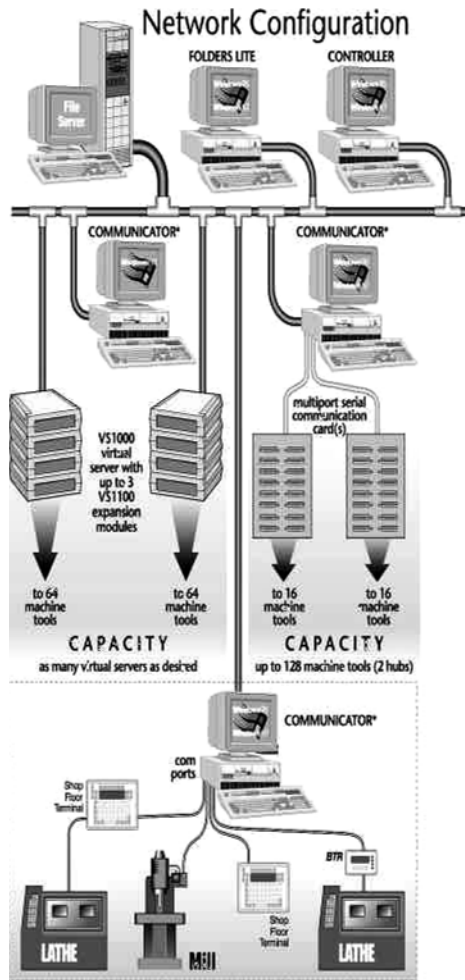 Network Configuration
FOLDERS LITE
CONTROLLER
File
Server
COMMUNICATOR*
COMMUNICATOR*
multiport serial
communication
card(s)
VS1000
virtual
server with
up to 3
VS1100
expansion
modules
to 64
machine
tools
to 64
machine
tools
to 16
machine
tools
to 16
machine
tools
CAPACITY
as many virtual servers as desired
CAPACITY
up to 128 machine tools (2 hubs)
COMMUNICATOR*
com
ports
Shop
Floor
Terminal
BTR
Shop
Floor
Terminal
LATHE
Mill
LATHE